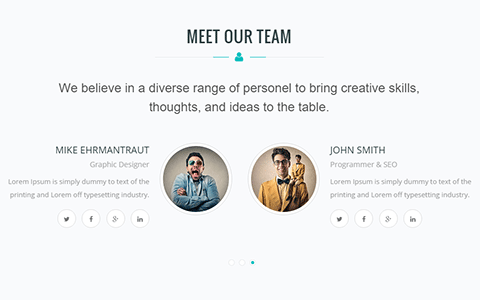 MEET OUR TEAM
We believe in a diverse range of personel to bring creative skills,
thoughts, and ideas to the table.
MIKE EHRMANTRAUT
Graphic Designer
Lorem Ipsum is simply dummy to text of the
printing and Lorem off typesetting industry.
JOHN SMITH
Programmer & SEO
Lorem Ipsum is simply dummy to text of the
printing and Lorem off typesetting industry.